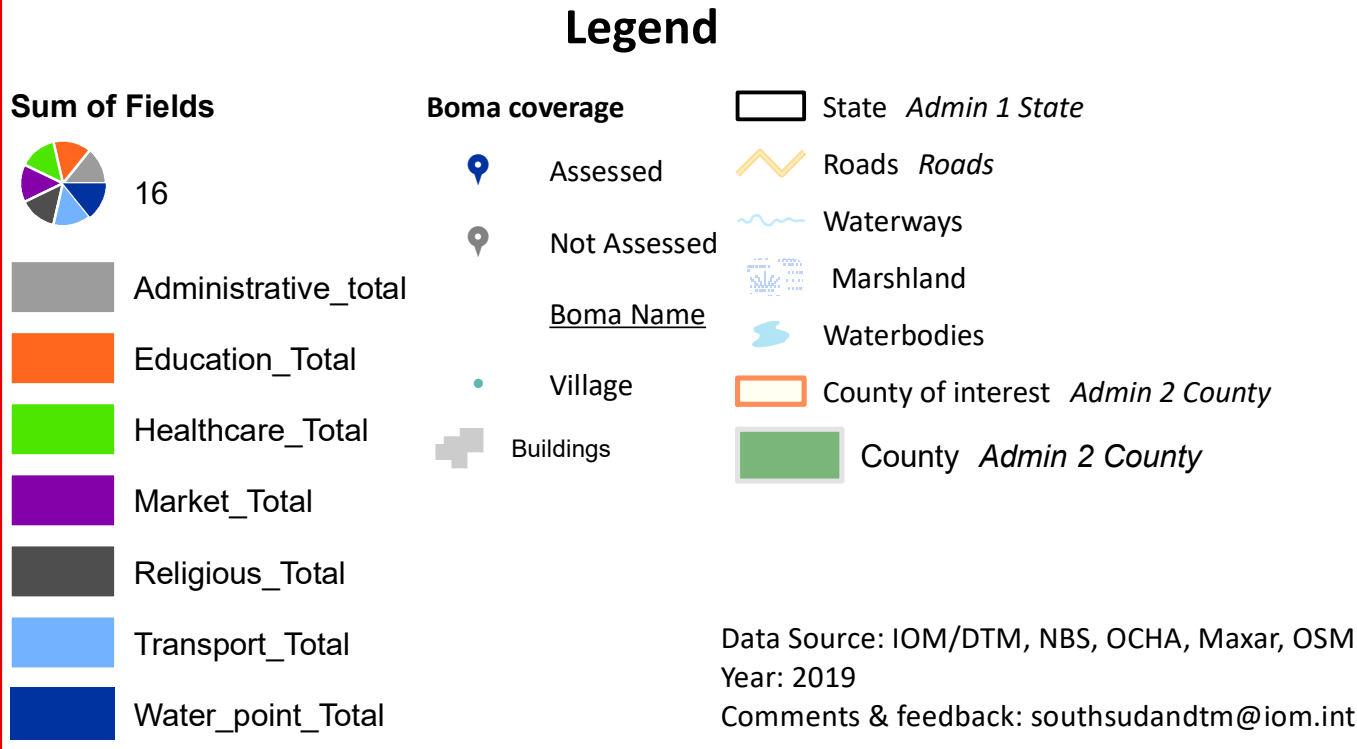 Legend
Sum of Fields
16
Administrative_total
Education_Total
Healthcare_Total
Market_Total
Religious_Total
Transport_Total
Water_point_Total
Boma coverage
Assessed
Not Assessed
Boma Name
Village
Buildings
State Admin 1 State
Roads Roads
Waterways
Marshland
Waterbodies
County of interest Admin 2 County
County Admin 2 County
Data Source: IOM/DTM, NBS, OCHA, Maxar, OSM
Year: 2019
Comments & feedback: southsudandtm@iom.int